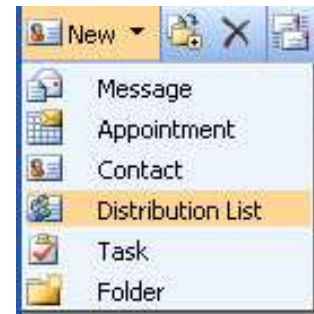 New
Message
Appointment
Contact
Distribution List
Task
Folder